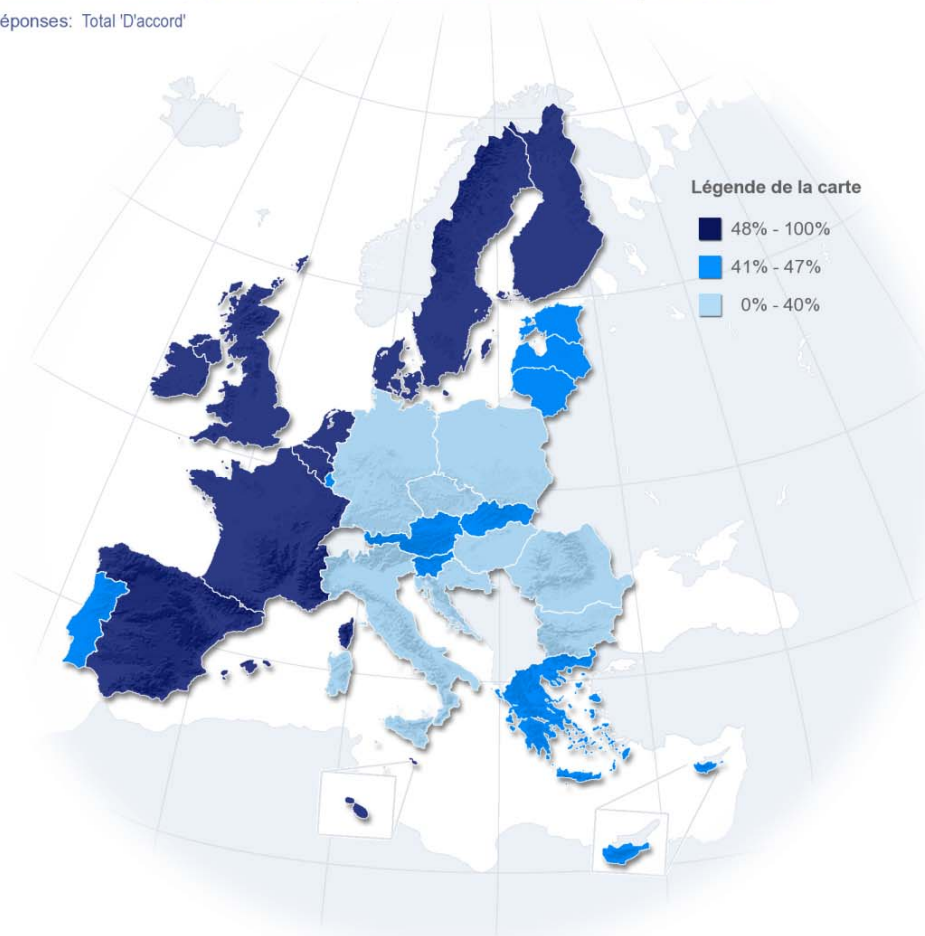 éponses: Total 'D'accord'
Légende de la carte
48% - 100%
41% - 47%
0% - 40%